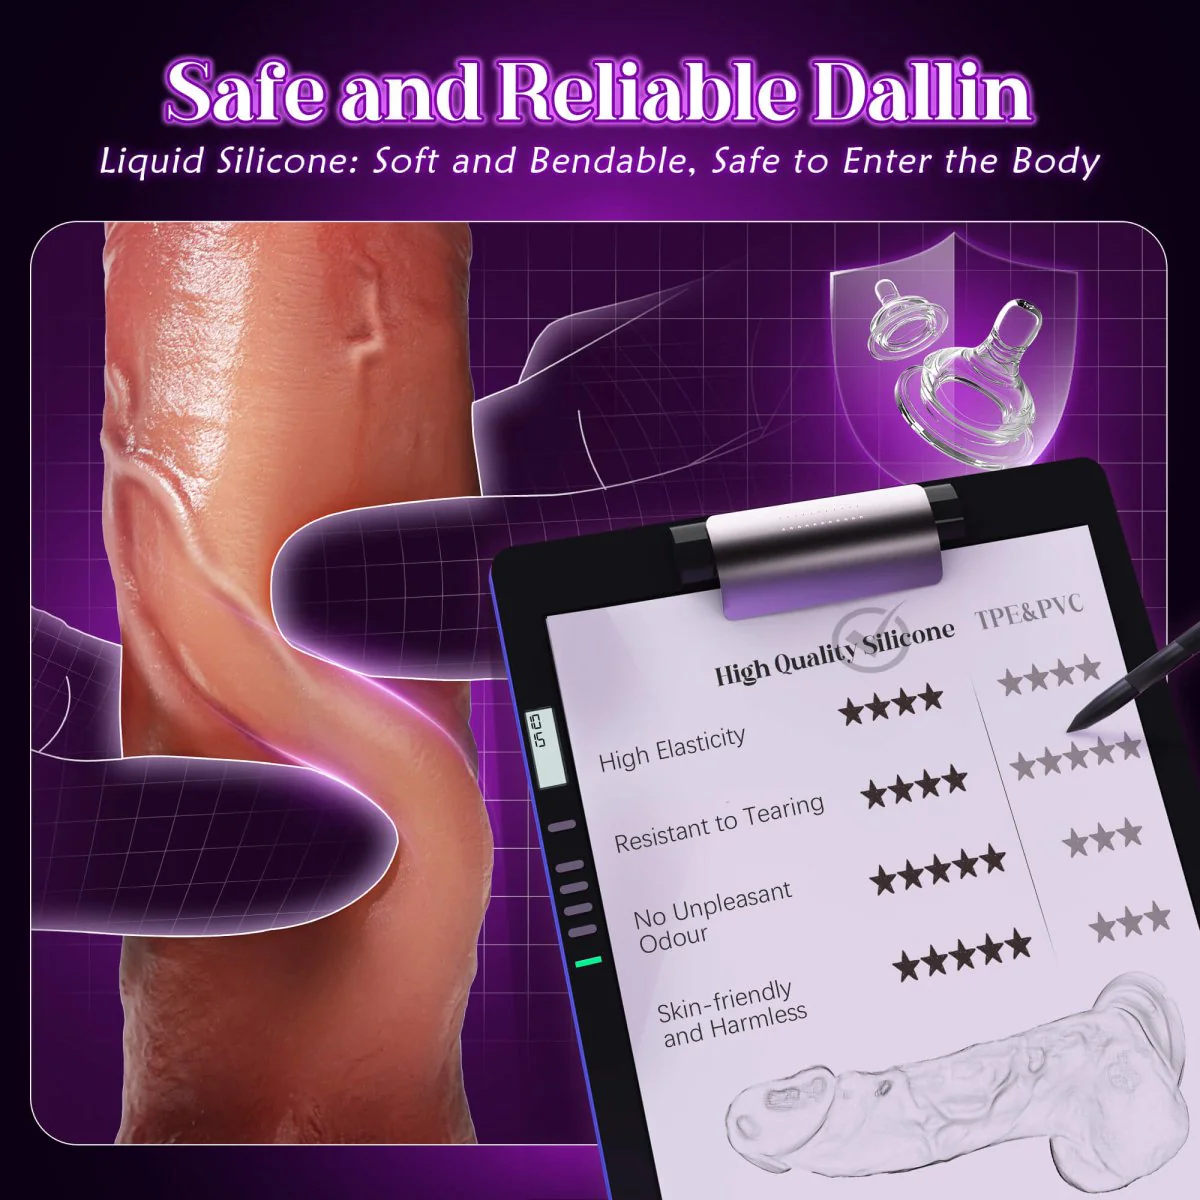 Safe and Reliable Dallin
Liquid Silicone: Soft and Bendable, Safe to Enter the Body
High Quality Silicone TPE&PVC
High Elasticity
Resistant to Tearing
No Unpleasant
Odour
Skin-friendly
and Harmless